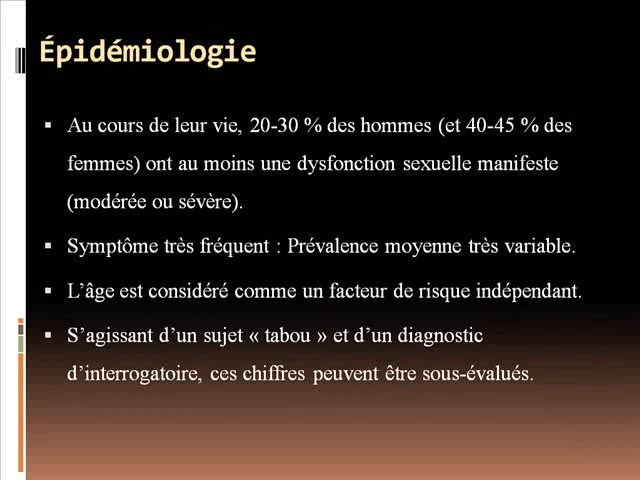 Épidémiologie
▪ Au cours de leur vie, 20-30 % des hommes (et 40-45 % des
femmes) ont au moins une dysfonction sexuelle manifeste
(modérée ou sévère).
▪ Symptôme très fréquent : Prévalence moyenne très variable.
▪ L’âge est considéré comme un facteur de risque indépendant.
▪ S’agissant d’un sujet « tabou » et d’un diagnostic
d’interrogatoire, ces chiffres peuvent être sous-évalués.